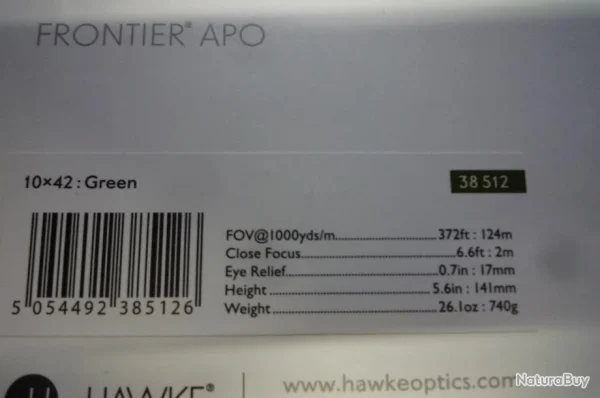 FRONTIER® APO
10×42 : Green
38 512
FOV@1000yds/m..............................372ft : 124m
Close Focus..............................6.6ft : 2m
Eye Relief..............................0.7in : 17mm
Height..............................5.6in : 141mm
Weight..............................26.1oz : 740g
5 054492 385126
HAWKE®
www.hawkeoptics.com
NaturaBuy